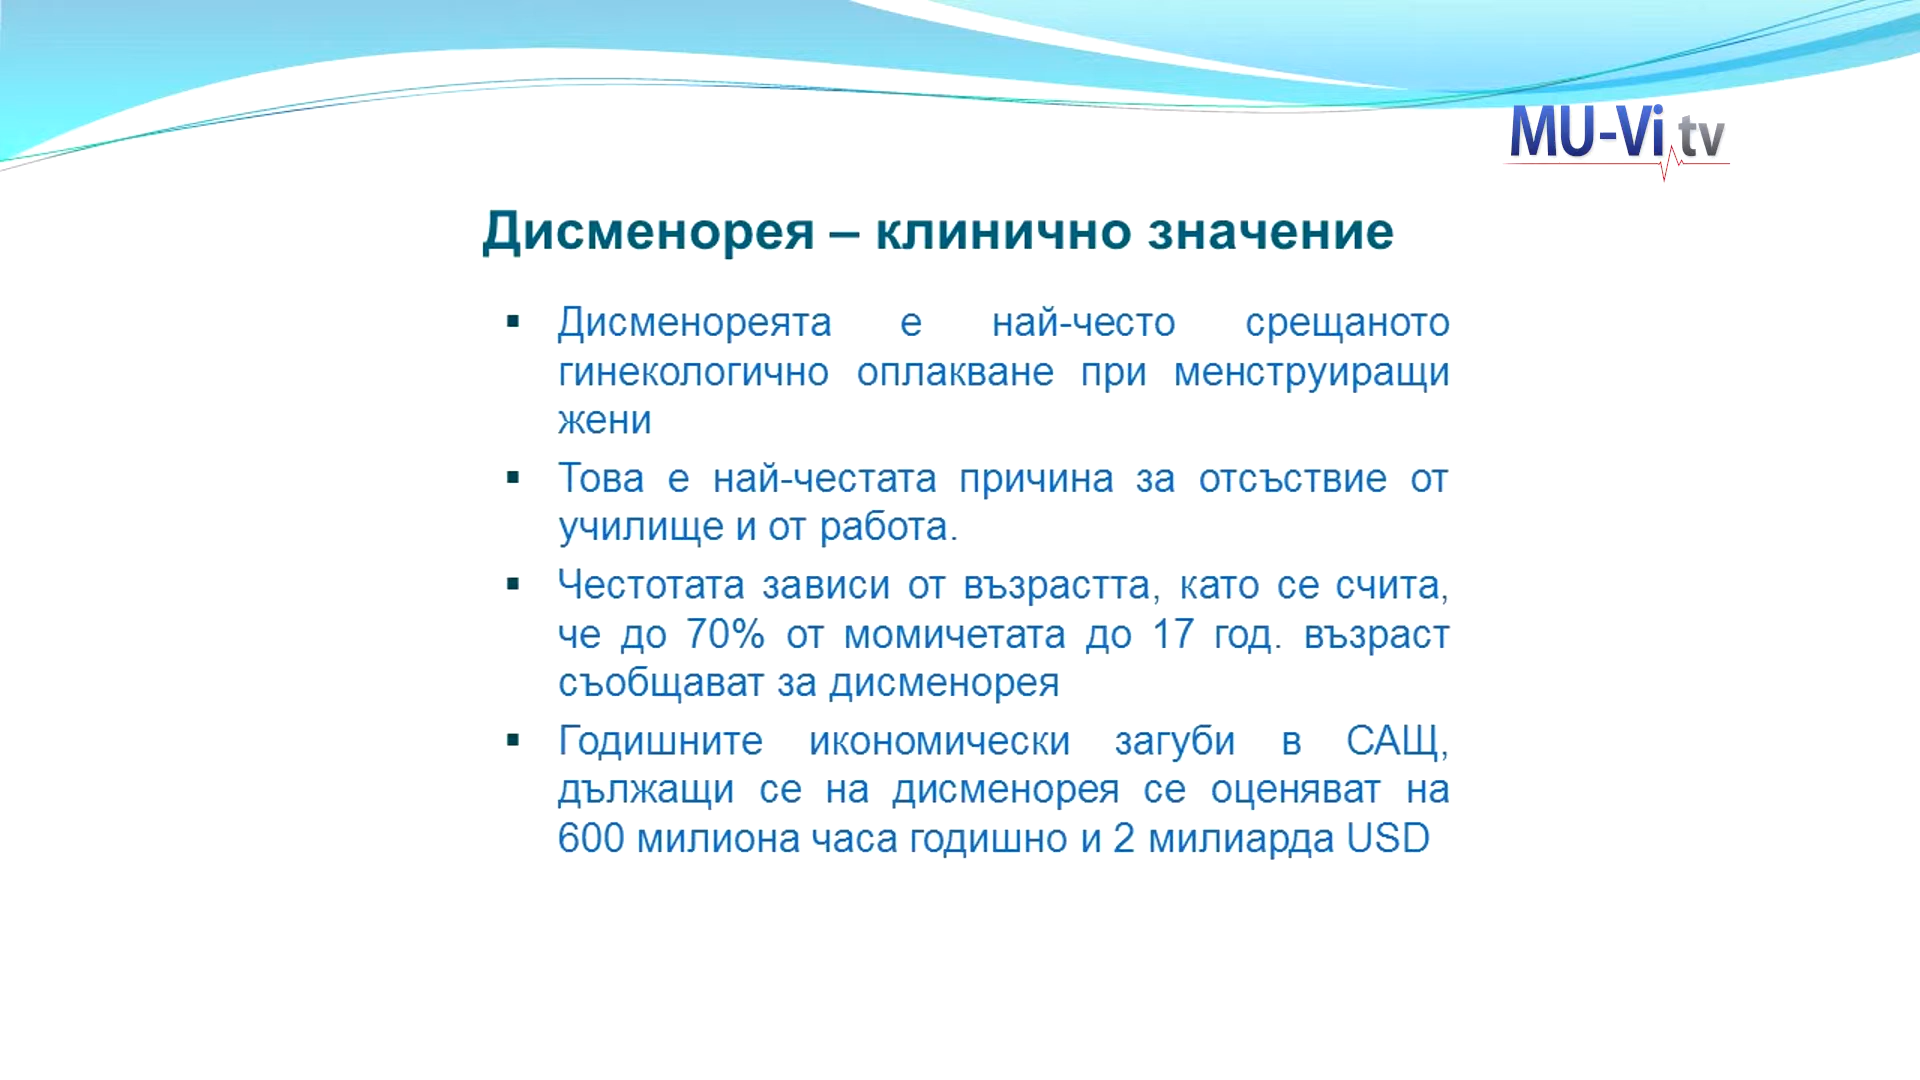 MU-Vi tv
Дисменорея – клинично значение
▪ Дисменореята е най-често срещаното
гинекологично оплакване при менструиращи
жени
▪ Това е най-честата причина за отсъствие от
училище и от работа.
▪ Честотата зависи от възрастта, като се счита,
че до 70% от момичетата до 17 год. възраст
съобщават за дисменорея
▪ Годишните икономически загуби в САЩ,
дължащи се на дисменорея се оценяват на
600 милиона часа годишно и 2 милиарда USD